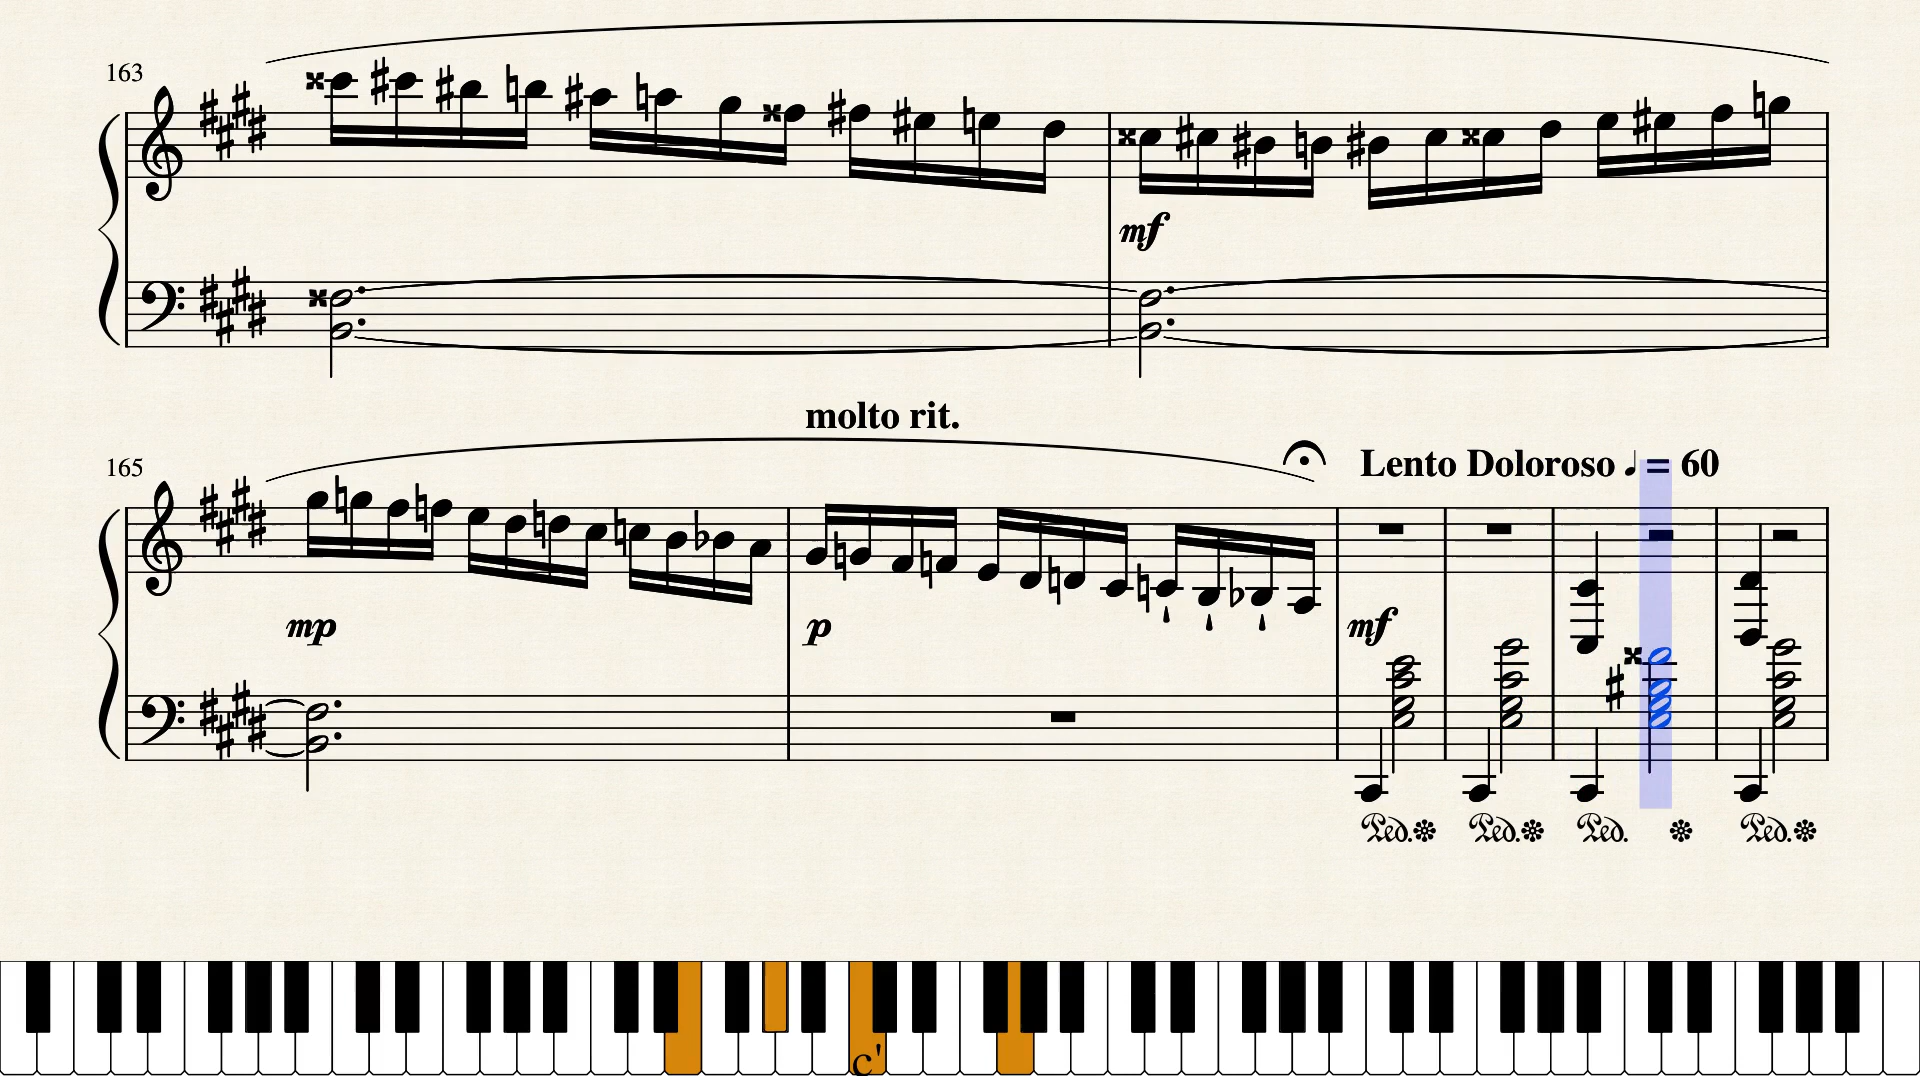 163
mf
molto rit.
165
Lento Doloroso ♩ = 60
mp
p
mf
Ped. Ped. Ped. Ped.
c'